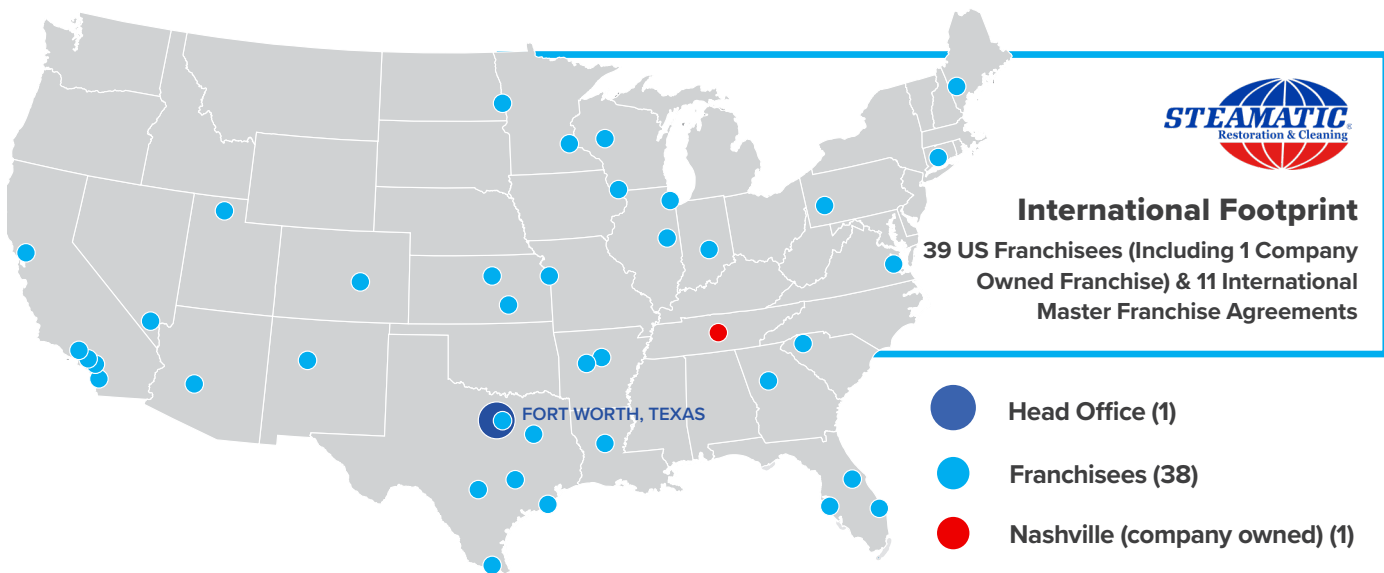 STEAMATIC®
Restoration & Cleaning
International Footprint
39 US Franchisees (Including 1 Company
Owned Franchise) & 11 International
Master Franchise Agreements
FORT WORTH, TEXAS
Head Office (1)
Franchisees (38)
Nashville (company owned) (1)